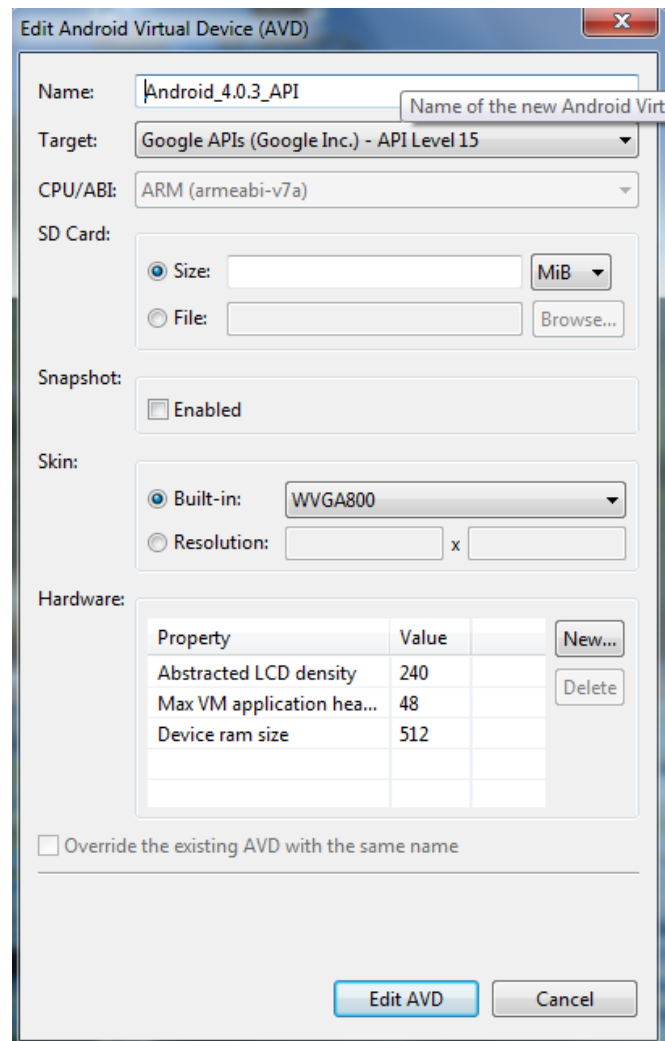 Edit Android Virtual Device (AVD)
Name: Android_4.0.3_API
Name of the new Android Virt
Target: Google APIs (Google Inc.) - API Level 15
CPU/ABI: ARM (armeabi-v7a)
SD Card:
Size: MiB
File: Browse...
Snapshot:
Enabled
Skin:
Built-in: WVGA800
Resolution: x
Hardware:
Property Value New...
Abstracted LCD density 240
Delete
Max VM application hea... 48
Device ram size 512
Override the existing AVD with the same name
Edit AVD Cancel